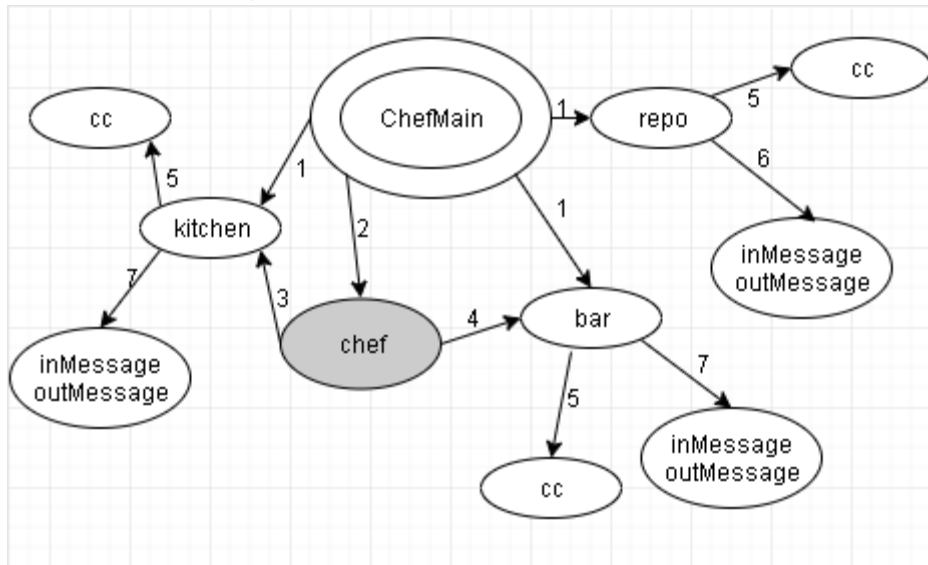 cc
ChefMain
1
repo
5
cc
5
1
6
kitchen
2
1
inMessage
outMessage
7
3
chef
4
bar
inMessage
outMessage
7
5
inMessage
outMessage
cc